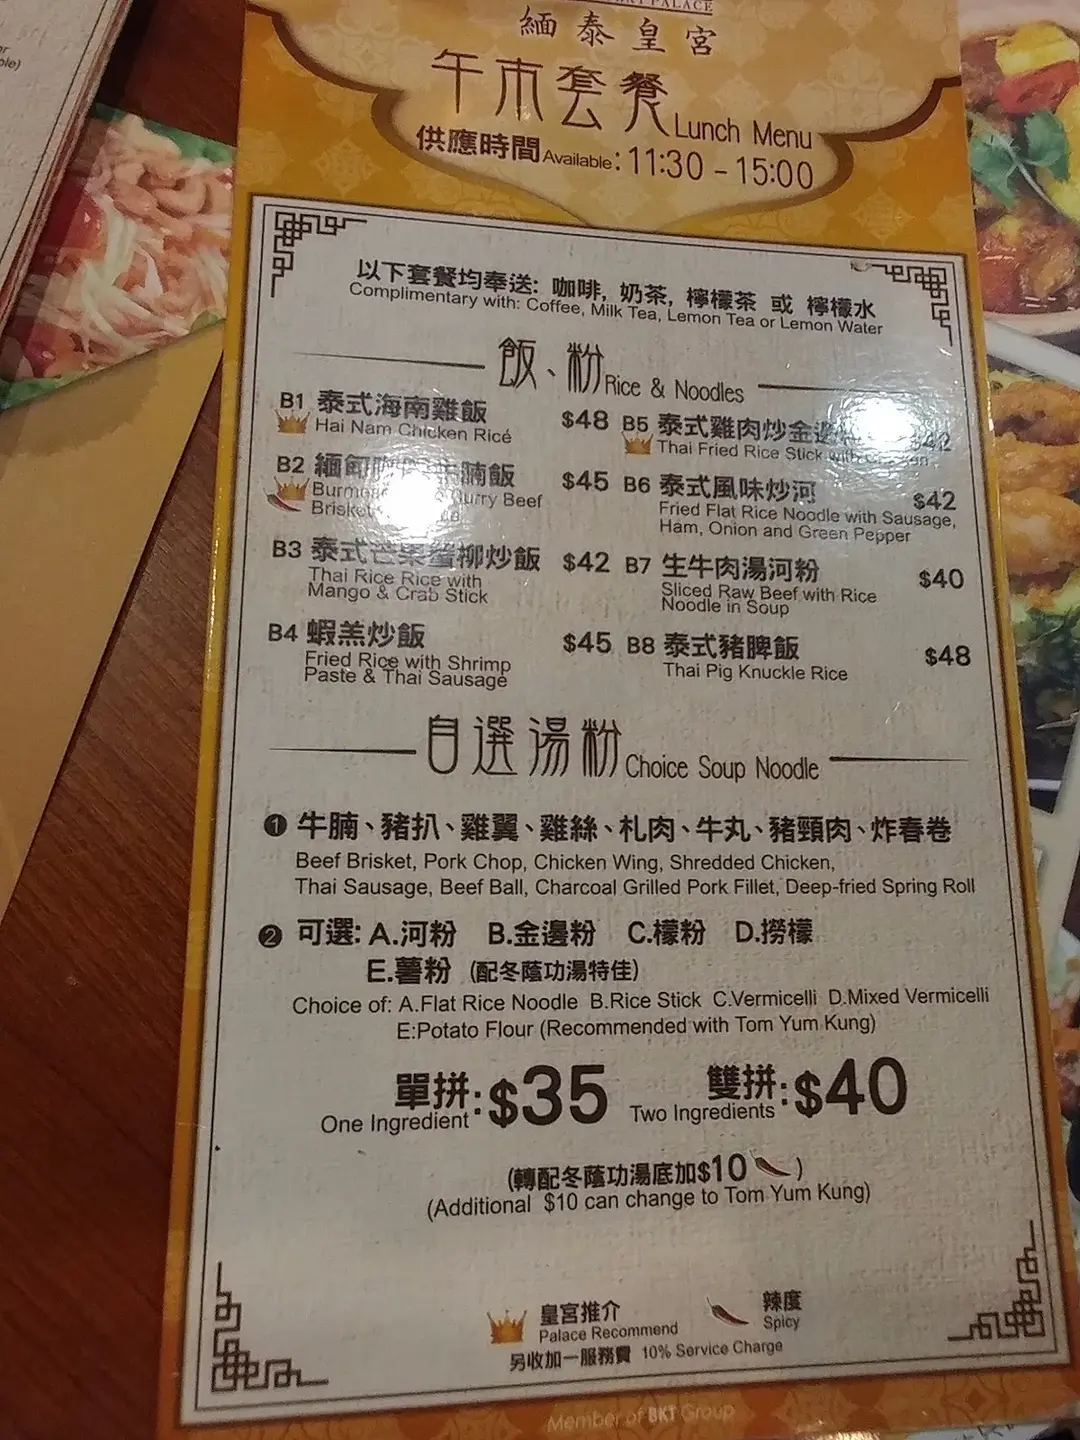 PALACE
緬泰皇宮
午市套餐 Lunch Menu
供應時間 Available: 11:30 - 15:00
以下套餐均奉送: 咖啡, 奶茶, 檸檬茶 或 檸檬水
Complimentary with: Coffee, Milk Tea, Lemon Tea or Lemon Water
飯、粉 Rice & Noodles
B1 泰式海南雞飯 $48
Hai Nam Chicken Rice
B2 緬甸 腩飯 $45
Curry Beef
Brisket
B3 泰式芒果蟹柳炒飯 $42
Thai Rice Rice with
Mango & Crab Stick
B4 蝦羔炒飯 $45
Fried Rice with Shrimp
Paste & Thai Sausage
B5 泰式雞肉炒金邊 $42
Thai Fried Rice Stick with
B6 泰式風味炒河 $42
Fried Flat Rice Noodle with Sausage,
Ham, Onion and Green Pepper
B7 生牛肉湯河粉 $40
Sliced Raw Beef with Rice
Noodle in Soup
B8 泰式豬脾飯 $48
Thai Pig Knuckle Rice
自選湯粉 Choice Soup Noodle
❶ 牛腩、豬扒、雞翼、雞絲、札肉、牛丸、豬頸肉、炸春卷
Beef Brisket, Pork Chop, Chicken Wing, Shredded Chicken,
Thai Sausage, Beef Ball, Charcoal Grilled Pork Fillet, Deep-fried Spring Roll
❷ 可選: A.河粉 B.金邊粉 C.檬粉 D.撈檬
E.薯粉 (配冬蔭功湯特佳)
Choice of: A.Flat Rice Noodle B.Rice Stick C.Vermicelli D.Mixed Vermicelli
E:Potato Flour (Recommended with Tom Yum Kung)
單拼: $35 雙拼: $40
One Ingredient Two Ingredients
(轉配冬蔭功湯底加$10)
(Additional $10 can change to Tom Yum Kung)
皇宮推介 辣度
Palace Recommend Spicy
另收加一服務費 10% Service Charge
Member of BKT Group